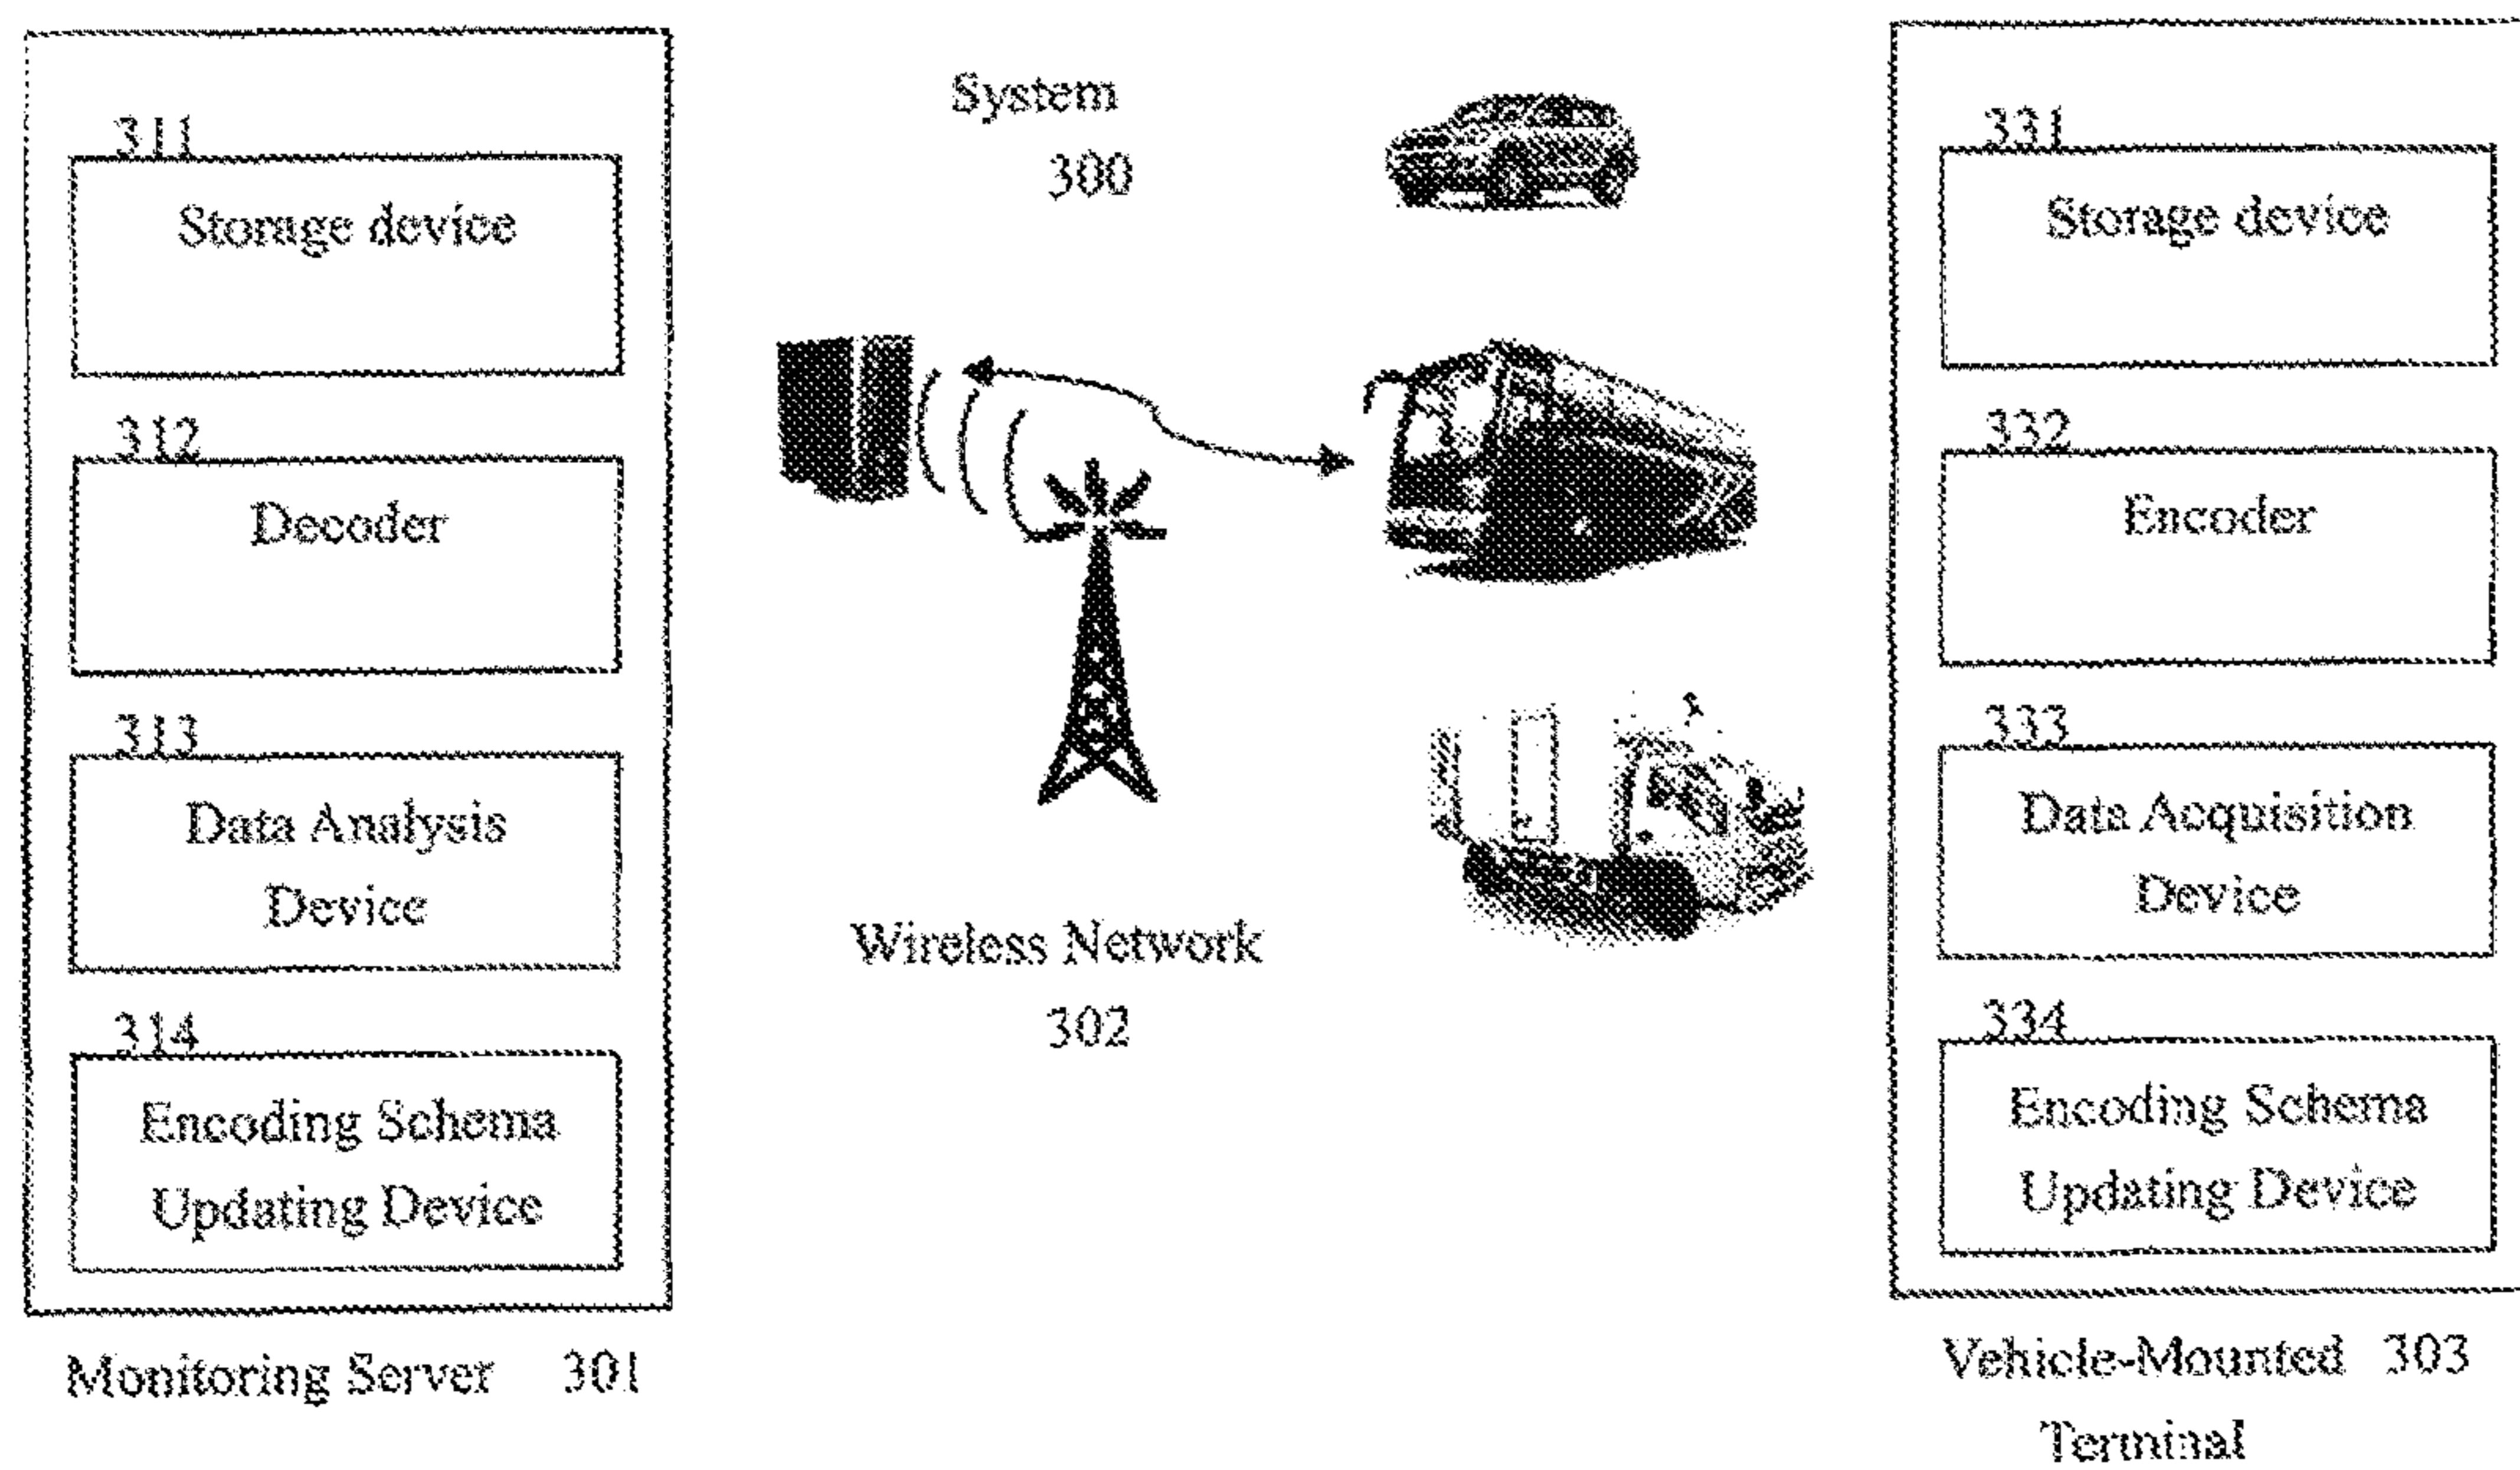 311
Storage device
312
Decoder
313
Data Analysis
Device
314
Encoding Schema
Updating Device
Monitoring Server 301
System
300
Wireless Network
302
331
Storage device
332
Encoder
333
Data Acquisition
Device
334
Encoding Schema
Updating Device
Vehicle-Mounted 303
Terminal